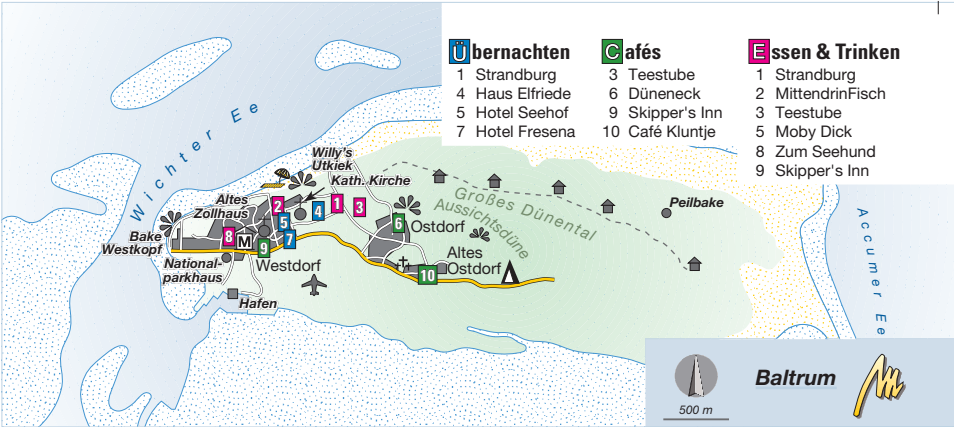 Übernachten
1 Strandburg
4 Haus Elfriede
5 Hotel Seehof
7 Hotel Fresena
Cafés
3 Teestube
6 Düneneck
9 Skipper's Inn
10 Café Kluntje
Essen & Trinken
1 Strandburg
2 MittendrinFisch
3 Teestube
5 Moby Dick
8 Zum Seehund
9 Skipper's Inn
Wichter Ee
Willy's
Utkiek
Kath. Kirche
Altes
Zollhaus
2
4
1
3
5
6
7
8
M
9
10
Bake
Westkopf
National-
parkhaus
Westdorf
Hafen
Ostdorf
Altes
Ostdorf
Großes Dünental
Aussichtsdüne
Peilbake
Accumer Ee
500 m
Baltrum